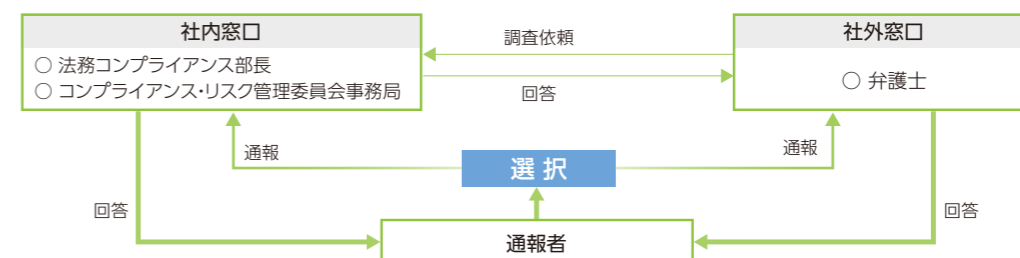 社内窓口
○ 法務コンプライアンス部長
○ コンプライアンス・リスク管理委員会事務局
調査依頼
回答
社外窓口
○ 弁護士
通報
選択
通報
回答
通報者
回答